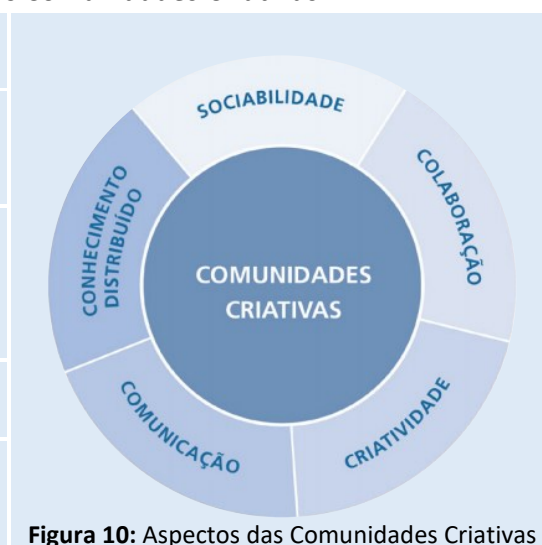 SOCIABILIDADE
COLABORAÇÃO
CRIATIVIDADE
COMUNICAÇÃO
CONHECIMENTO
DISTRIBUÍDO
COMUNIDADES
CRIATIVAS
Figura 10: Aspectos das Comunidades Criativas